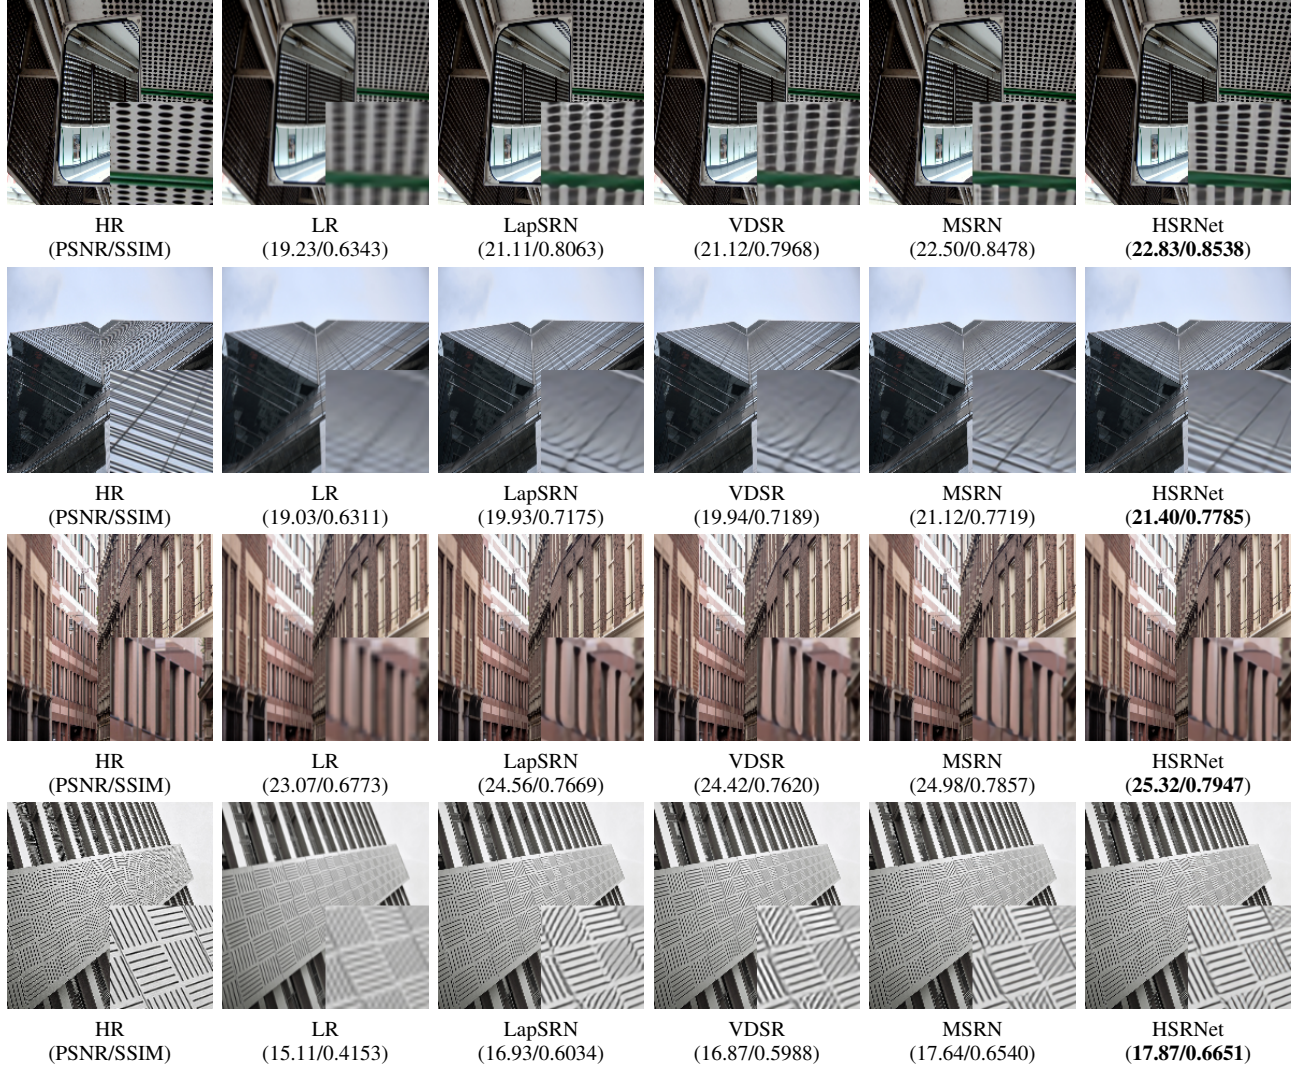 HR LR LapSRN VDSR MSRN HSRNet
(PSNR/SSIM) (19.23/0.6343) (21.11/0.8063) (21.12/0.7968) (22.50/0.8478) (22.83/0.8538)
HR LR LapSRN VDSR MSRN HSRNet
(PSNR/SSIM) (19.03/0.6311) (19.93/0.7175) (19.94/0.7189) (21.12/0.7719) (21.40/0.7785)
HR LR LapSRN VDSR MSRN HSRNet
(PSNR/SSIM) (23.07/0.6773) (24.56/0.7669) (24.42/0.7620) (24.98/0.7857) (25.32/0.7947)
HR LR LapSRN VDSR MSRN HSRNet
(PSNR/SSIM) (15.11/0.4153) (16.93/0.6034) (16.87/0.5988) (17.64/0.6540) (17.87/0.6651)